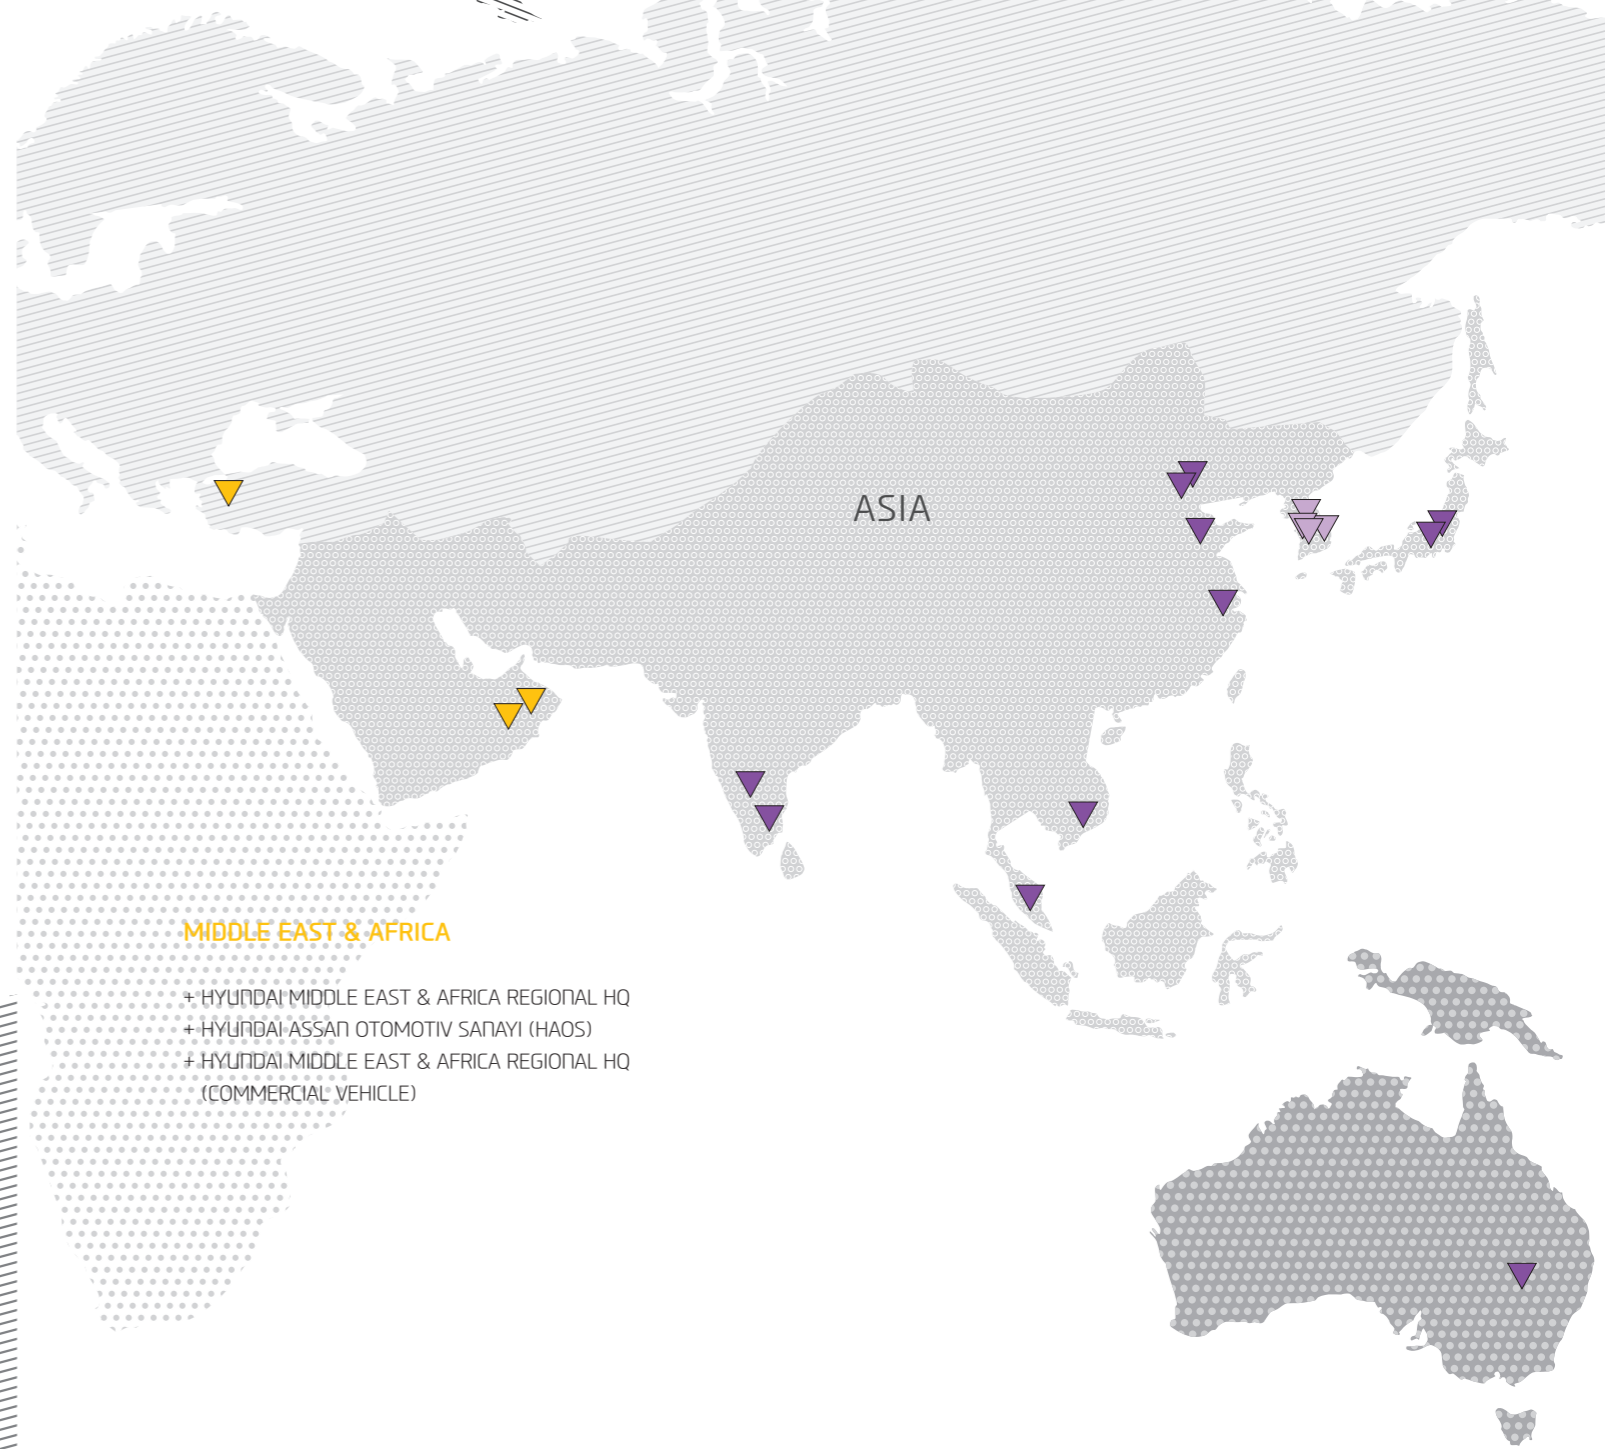 ASIA
MIDDLE EAST & AFRICA
+ HYUNDAI MIDDLE EAST & AFRICA REGIONAL HQ
+ HYUNDAI ASSAN OTOMOTIV SANAYI (HAOS)
+ HYUNDAI MIDDLE EAST & AFRICA REGIONAL HQ
(COMMERCIAL VEHICLE)